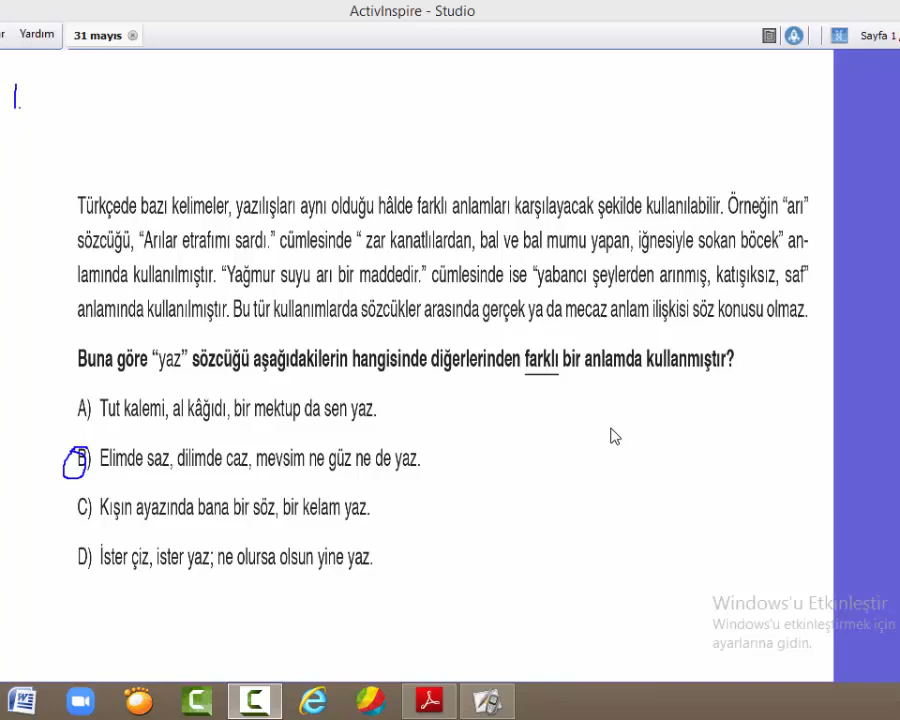 ActivInspire - Studio
Yardım 31 mayıs Sayfa 1
1.
Türkçede bazı kelimeler, yazılışları aynı olduğu hâlde farklı anlamları karşılayacak şekilde kullanılabilir. Örneğin “arı”
sözcüğü, “Arılar etrafımı sardı.” cümlesinde “ zar kanatlılardan, bal ve bal mumu yapan, iğnesiyle sokan böcek” an-
lamında kullanılmıştır. “Yağmur suyu arı bir maddedir.” cümlesinde ise “yabancı şeylerden arınmış, katışıksız, saf”
anlamında kullanılmıştır. Bu tür kullanımlarda sözcükler arasında gerçek ya da mecaz anlam ilişkisi söz konusu olmaz.
Buna göre “yaz” sözcüğü aşağıdakilerin hangisinde diğerlerinden farklı bir anlamda kullanmıştır?
A) Tut kalemi, al kâğıdı, bir mektup da sen yaz.
B) Elimde saz, dilimde caz, mevsim ne güz ne de yaz.
C) Kışın ayazında bana bir söz, bir kelam yaz.
D) İster çiz, ister yaz; ne olursa olsun yine yaz.
Windows'u Etkinleştir
Windows'u etkinleştirmek için
ayarlarına gidin.